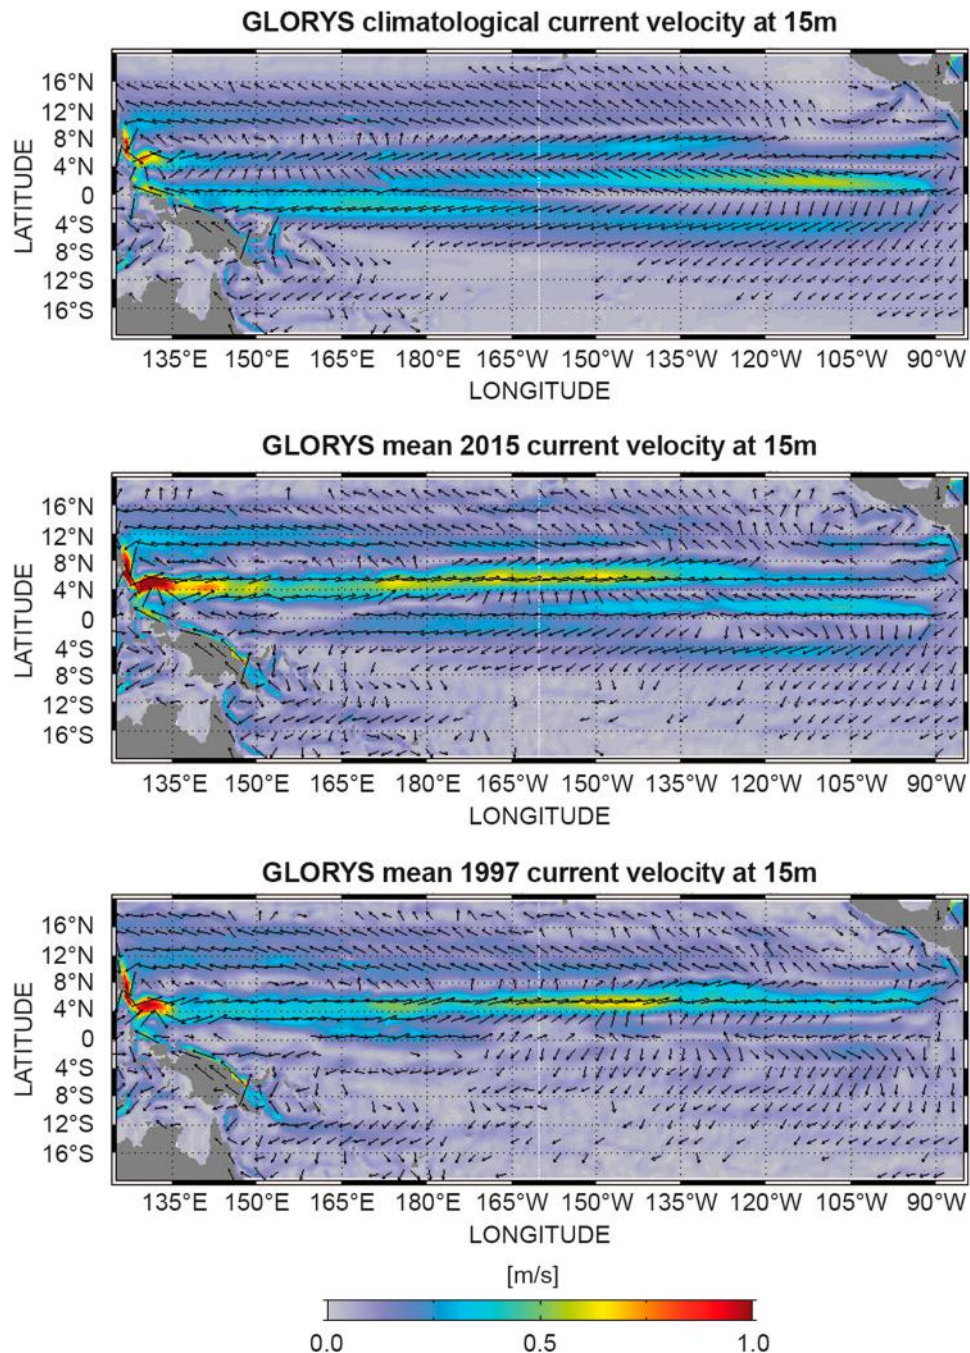 GLORYS climatological current velocity at 15m
16°N
12°N
8°N
4°N
0
4°S
8°S
12°S
16°S
LATITUDE
135°E 150°E 165°E 180°E 165°W 150°W 135°W 120°W 105°W 90°W
LONGITUDE
GLORYS mean 2015 current velocity at 15m
16°N
12°N
8°N
4°N
0
4°S
8°S
12°S
16°S
LATITUDE
135°E 150°E 165°E 180°E 165°W 150°W 135°W 120°W 105°W 90°W
LONGITUDE
GLORYS mean 1997 current velocity at 15m
16°N
12°N
8°N
4°N
0
4°S
8°S
12°S
16°S
LATITUDE
135°E 150°E 165°E 180°E 165°W 150°W 135°W 120°W 105°W 90°W
LONGITUDE
[m/s]
0.0 0.5 1.0